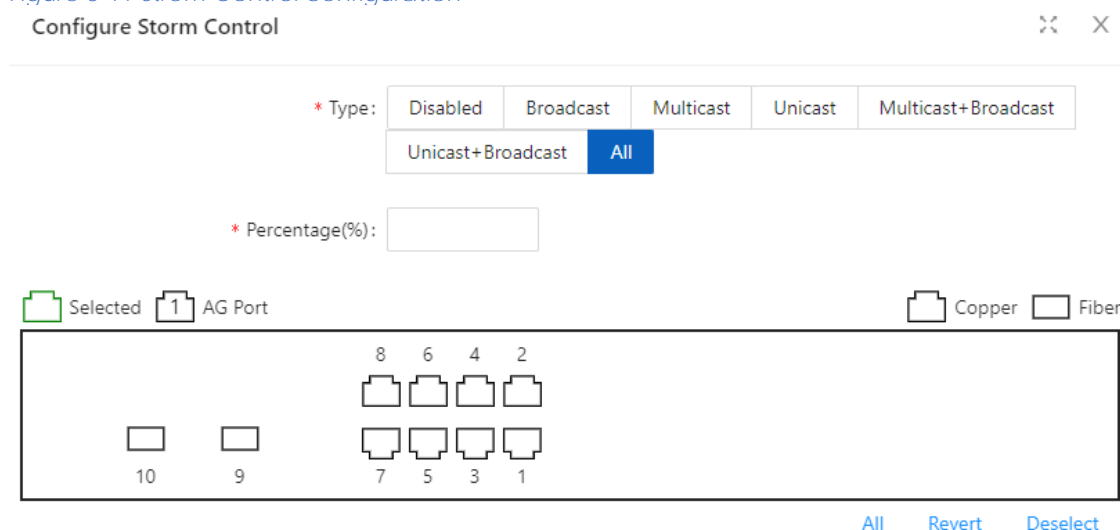 Configure Storm Control
* Type: Disabled Broadcast Multicast Unicast Multicast+Broadcast
Unicast+Broadcast All
* Percentage(%):
Selected 1 AG Port Copper Fiber
8 6 4 2
10 9 7 5 3 1
All Revert Deselect